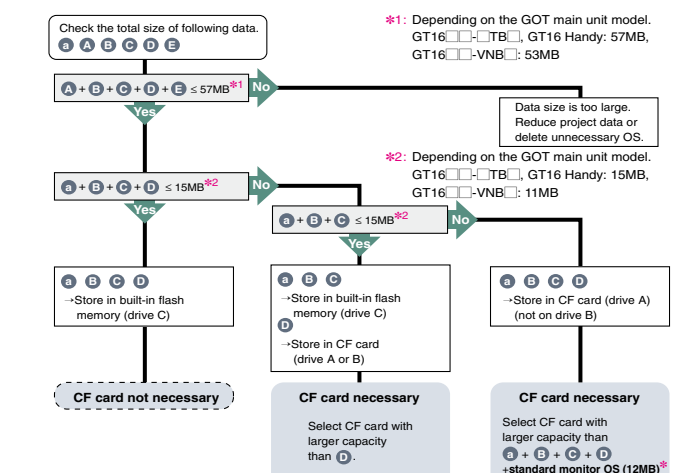 Check the total size of following data.
a A B C D E
*1: Depending on the GOT main unit model.
GT16□□-□TB□, GT16 Handy: 57MB,
GT16□□-VNB□: 53MB
A + B + C + D + E ≤ 57MB*1
No
Yes
Data size is too large.
Reduce project data or
delete unnecessary OS.
*2: Depending on the GOT main unit model.
GT16□□-□TB□, GT16 Handy: 15MB,
GT16□□-VNB□: 11MB
a + B + C + D ≤ 15MB*2
No
Yes
a + B + C ≤ 15MB*2
No
Yes
a B C D
→Store in built-in flash
memory (drive C)
a B C
→Store in built-in flash
memory (drive C)
D
→Store in CF card
(drive A or B)
a B C D
→Store in CF card (drive A)
(not on drive B)
CF card not necessary
CF card necessary
Select CF card with
larger capacity
than D.
CF card necessary
Select CF card with
larger capacity than
a + B + C + D
+standard monitor OS (12MB)*